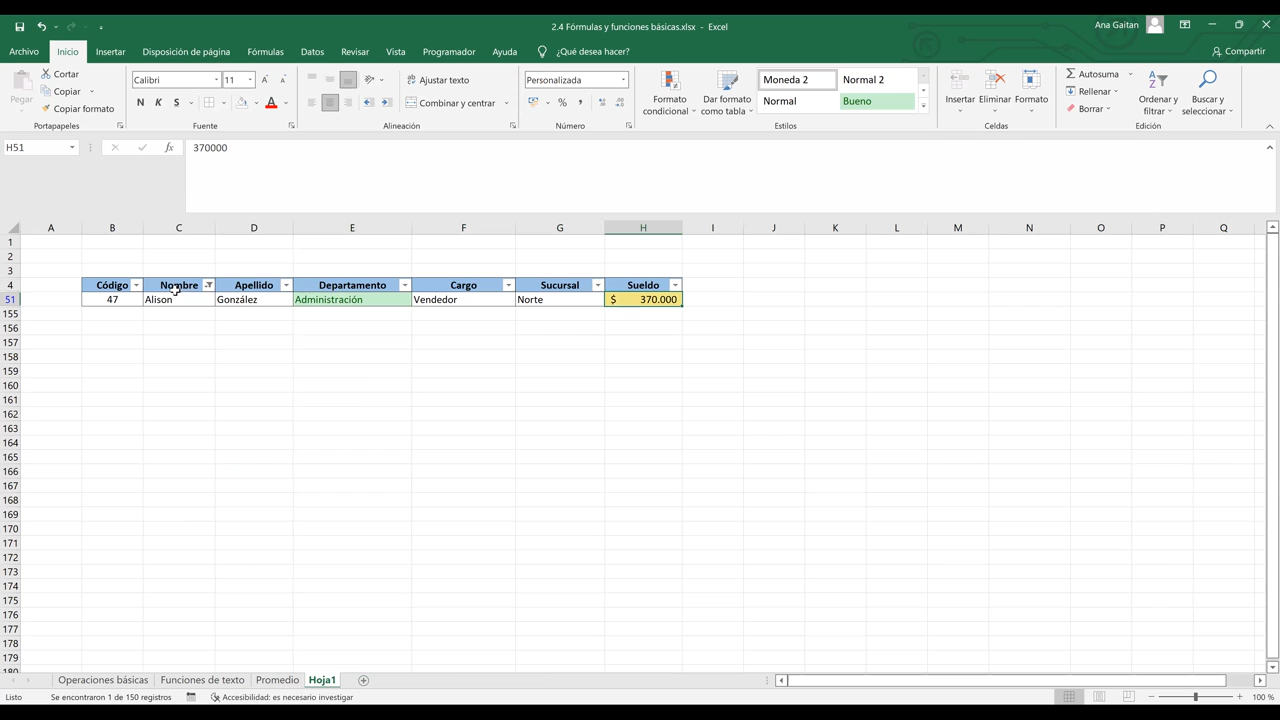 2.4 Fórmulas y funciones básicas.xlsx - Excel
Ana Gaitan
Archivo Inicio Insertar Disposición de página Fórmulas Datos Revisar Vista Programador Ayuda ¿Qué desea hacer? Compartir
Pegar
Cortar
Copiar
Copiar formato
Portapapeles
Calibri 11
N K S
Fuente
Ajustar texto
Combinar y centrar
Alineación
Personalizada
% 000
Número
Formato condicional
Dar formato como tabla
Moneda 2 Normal 2
Normal Bueno
Estilos
Insertar Eliminar Formato
Celdas
Autosuma
Rellenar
Borrar
Ordenar y filtrar
Buscar y seleccionar
Edición
H51 fx 370000
A B C D E F G H I J K L M N O P Q
1
2
3
4 Código Nombre Apellido Departamento Cargo Sucursal Sueldo
51 47 Alison González Administración Vendedor Norte $ 370.000
155
156
157
158
159
160
161
162
163
164
165
166
167
168
169
170
171
172
173
174
175
176
177
178
179
180
Operaciones básicas Funciones de texto Promedio Hoja1
Listo Se encontraron 1 de 150 registros Accesibilidad: es necesario investigar 100 %